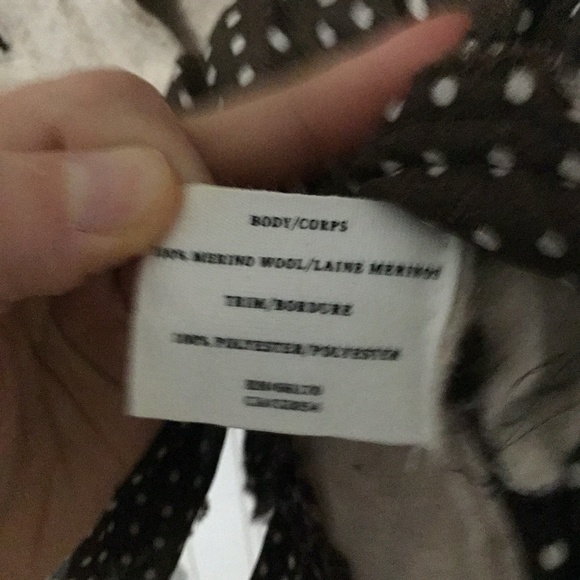 BODY/CORPS
100% MERINO WOOL/LAINE MERINOS
TRIM/BORDURE
100% POLYESTER/POLYESTER